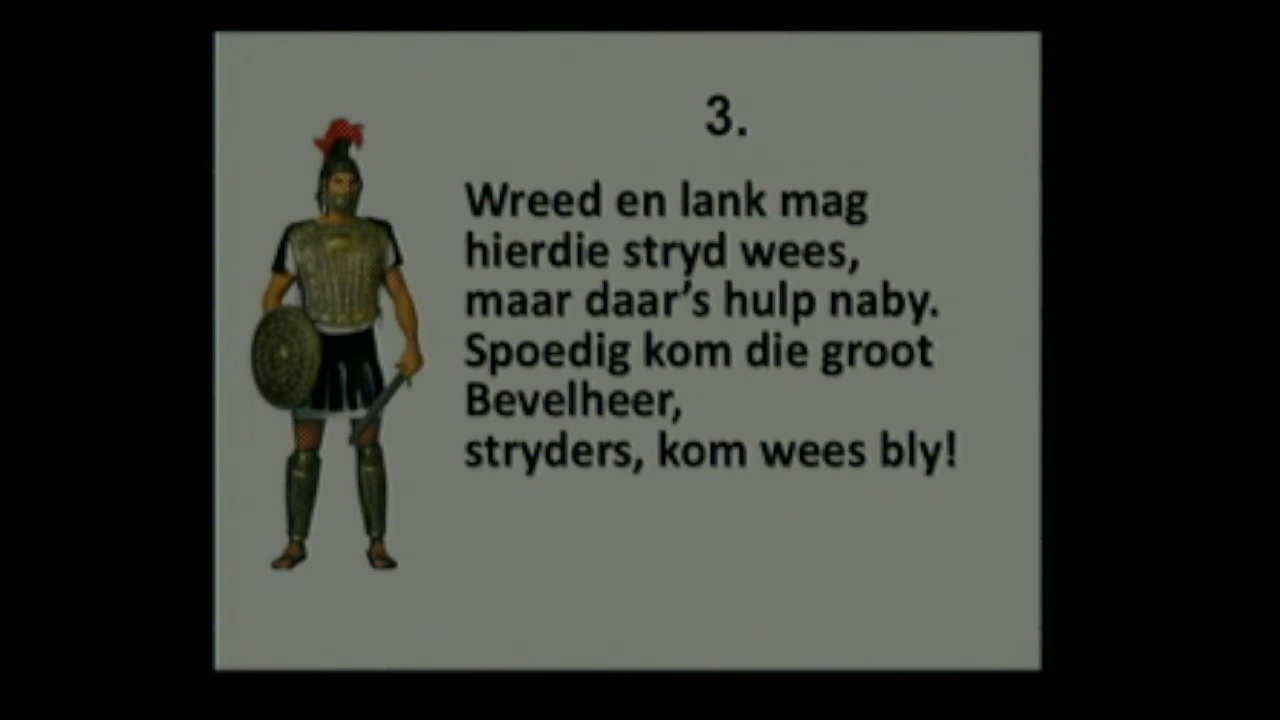 3.
Wreed en lank mag
hierdie stryd wees,
maar daar's hulp naby.
Spoedig kom die groot
Bevelheer,
stryders, kom wees bly!